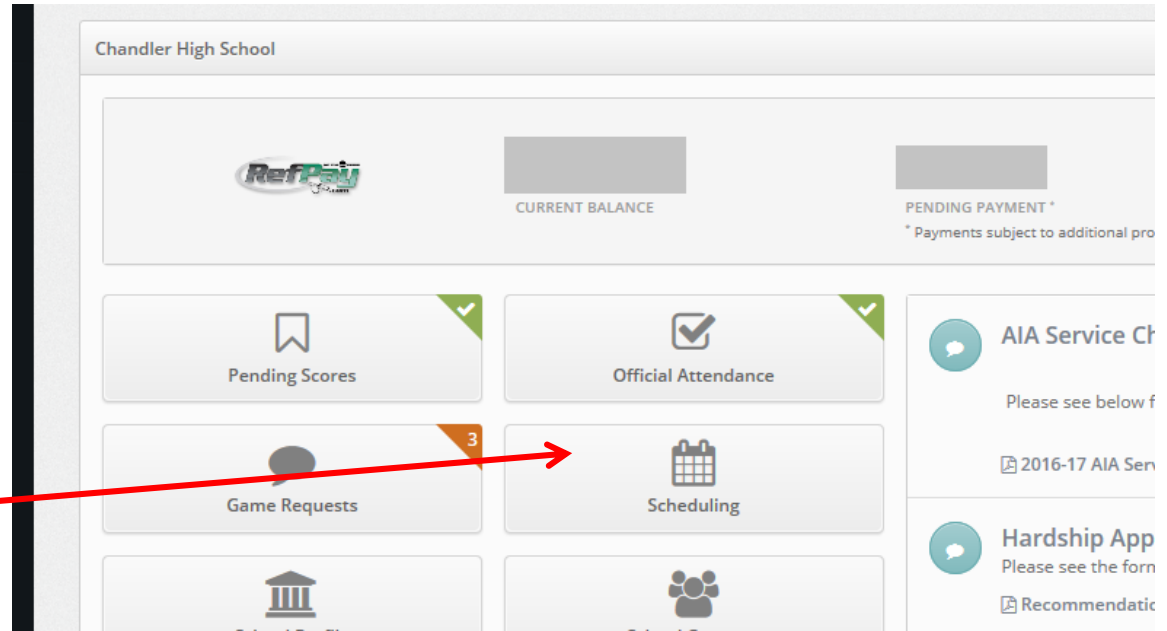 Chandler High School
RefPay
.com
CURRENT BALANCE
PENDING PAYMENT *
* Payments subject to additional pro
Pending Scores
Official Attendance
AIA Service Ch
Please see below f
2016-17 AIA Serv
3
Game Requests
Scheduling
Hardship App
Please see the form
Recommendatio